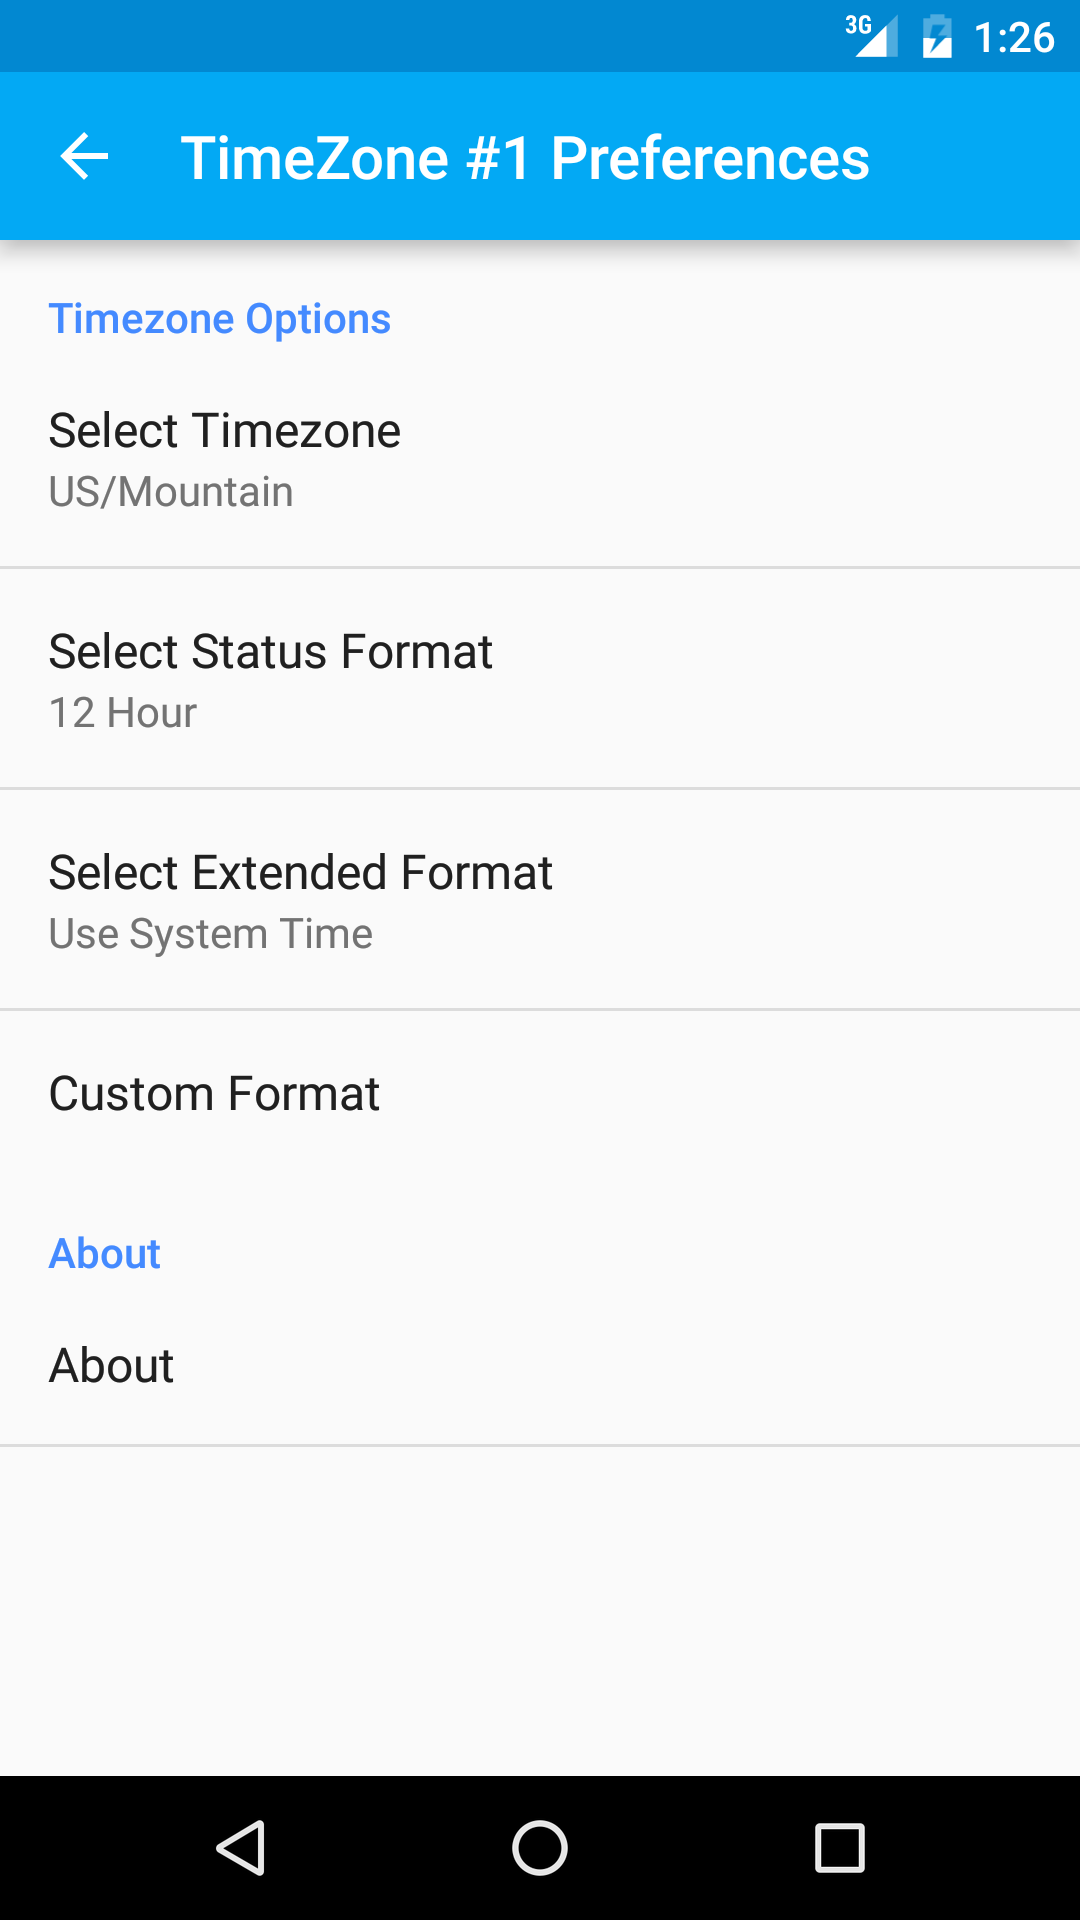 3G 1:26
TimeZone #1 Preferences
Timezone Options
Select Timezone
US/Mountain
Select Status Format
12 Hour
Select Extended Format
Use System Time
Custom Format
About
About